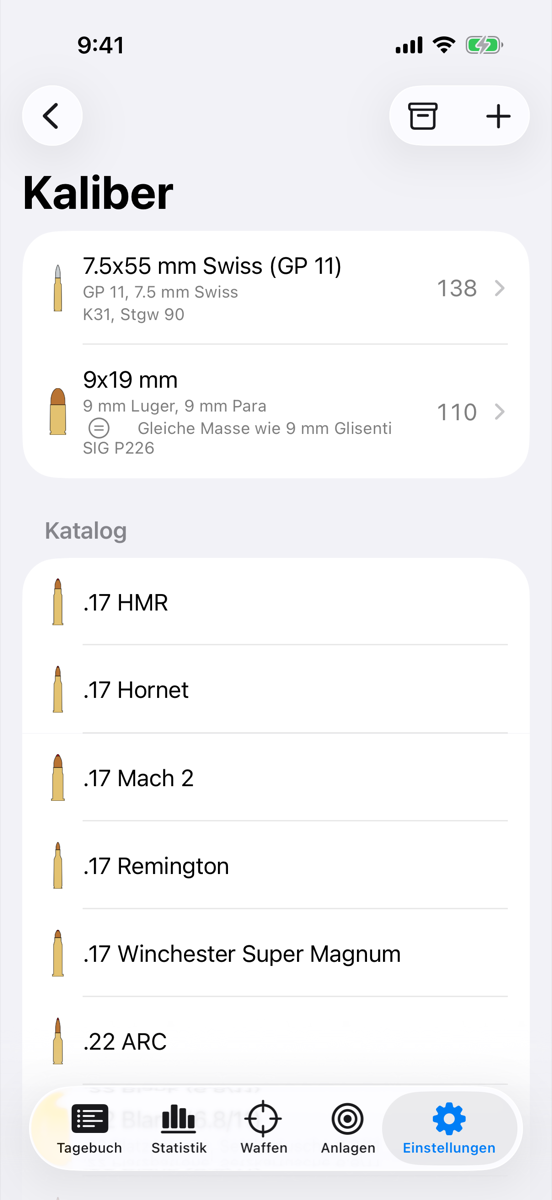 9:41
Kaliber
7.5x55 mm Swiss (GP 11)
GP 11, 7.5 mm Swiss
K31, Stgw 90
138
9x19 mm
9 mm Luger, 9 mm Para
Gleiche Masse wie 9 mm Glisenti
SIG P226
110
Katalog
.17 HMR
.17 Hornet
.17 Mach 2
.17 Remington
.17 Winchester Super Magnum
.22 ARC
Tagebuch
Statistik
Waffen
Anlagen
Einstellungen